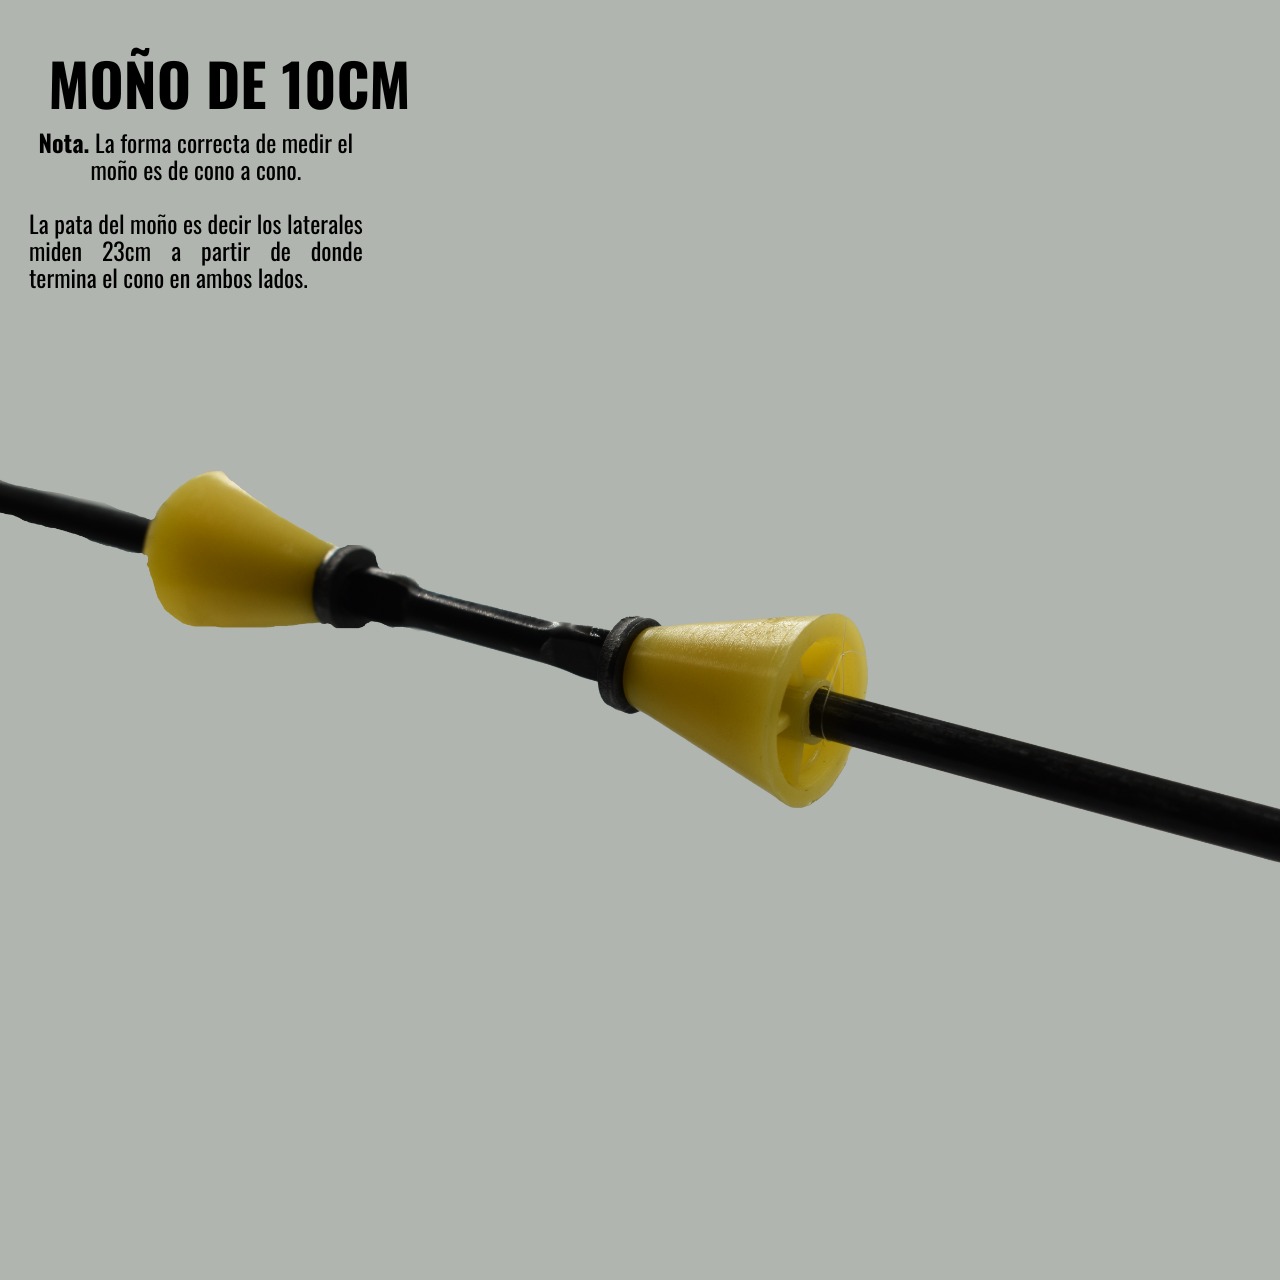 MOÑO DE 10CM
Nota. La forma correcta de medir el
moño es de cono a cono.
La pata del moño es decir los laterales
miden 23cm a partir de donde
termina el cono en ambos lados.